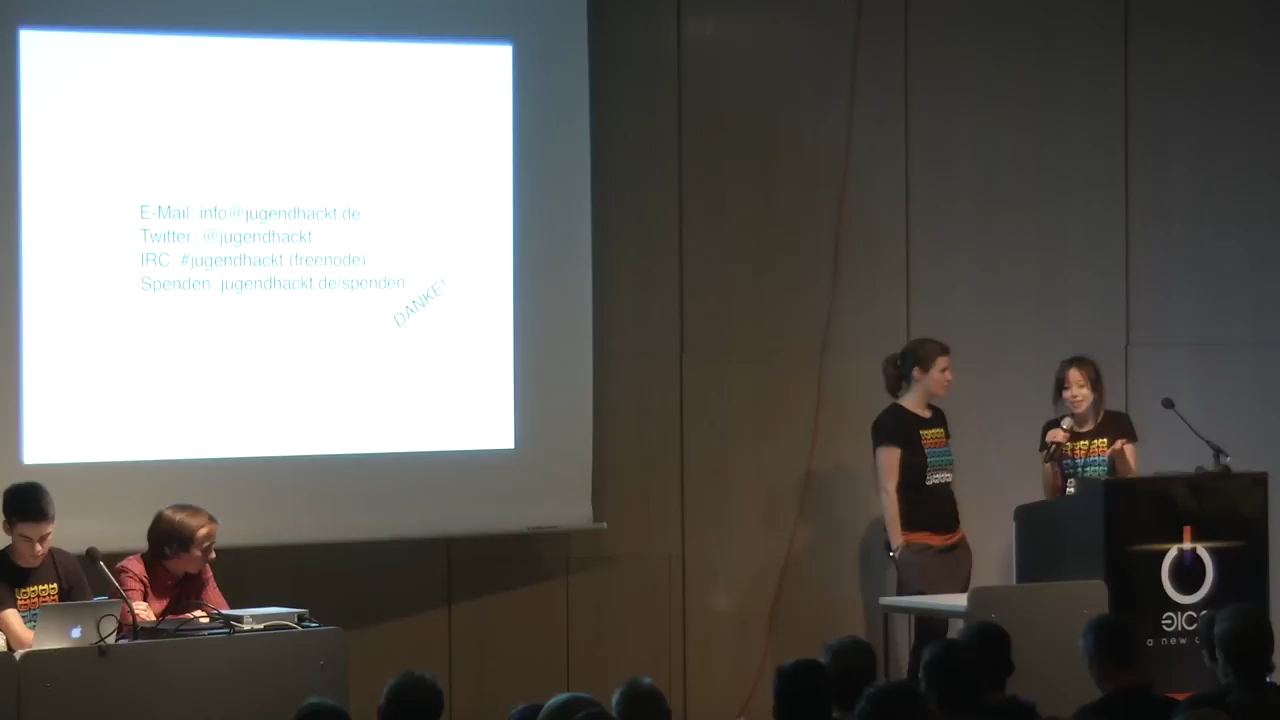 E-Mail: info@jugendhackt.de
Twitter: @jugendhackt
IRC: #jugendhackt (freenode)
Spenden: jugendhackt.de/spenden
DANKE!
a new